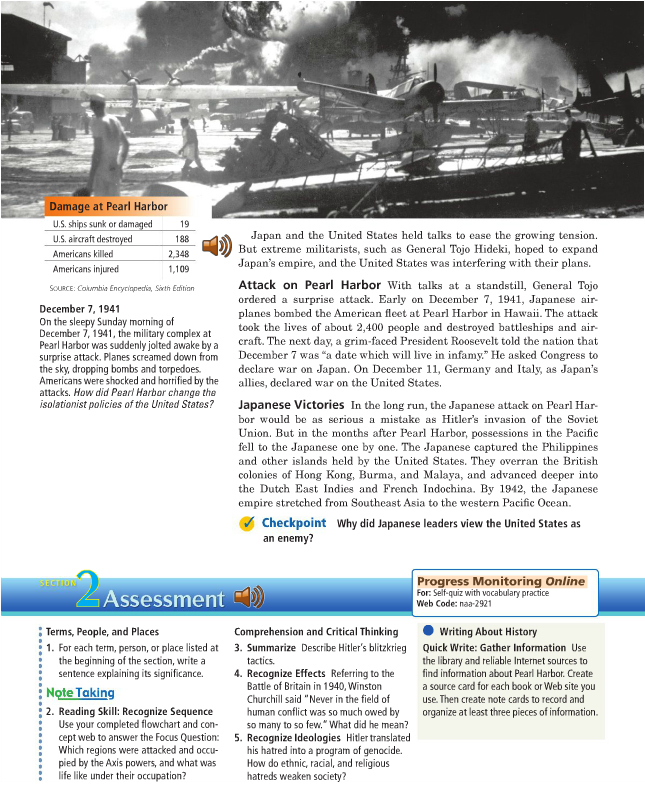 Damage at Pearl Harbor
U.S. ships sunk or damaged 19
U.S. aircraft destroyed 188
Americans killed 2,348
Americans injured 1,109
SOURCE: Columbia Encyclopedia, Sixth Edition
December 7, 1941
On the sleepy Sunday morning of
December 7, 1941, the military complex at
Pearl Harbor was suddenly jolted awake by a
surprise attack. Planes screamed down from
the sky, dropping bombs and torpedoes.
Americans were shocked and horrified by the
attacks. How did Pearl Harbor change the
isolationist policies of the United States?
Japan and the United States held talks to ease the growing tension.
But extreme militarists, such as General Tojo Hideki, hoped to expand
Japan's empire, and the United States was interfering with their plans.
Attack on Pearl Harbor With talks at a standstill, General Tojo
ordered a surprise attack. Early on December 7, 1941, Japanese air-
planes bombed the American fleet at Pearl Harbor in Hawaii. The attack
took the lives of about 2,400 people and destroyed battleships and air-
craft. The next day, a grim-faced President Roosevelt told the nation that
December 7 was "a date which will live in infamy." He asked Congress to
declare war on Japan. On December 11, Germany and Italy, as Japan's
allies, declared war on the United States.
Japanese Victories In the long run, the Japanese attack on Pearl Har-
bor would be as serious a mistake as Hitler's invasion of the Soviet
Union. But in the months after Pearl Harbor, possessions in the Pacific
fell to the Japanese one by one. The Japanese captured the Philippines
and other islands held by the United States. They overran the British
colonies of Hong Kong, Burma, and Malaya, and advanced deeper into
the Dutch East Indies and French Indochina. By 1942, the Japanese
empire stretched from Southeast Asia to the western Pacific Ocean.
Checkpoint Why did Japanese leaders view the United States as
an enemy?
SECTION 2 Assessment
Progress Monitoring Online
For: Self-quiz with vocabulary practice
Web Code: naa-2921
Terms, People, and Places
1. For each term, person, or place listed at
the beginning of the section, write a
sentence explaining its significance.
Note Taking
2. Reading Skill: Recognize Sequence
Use your completed flowchart and con-
cept web to answer the Focus Question:
Which regions were attacked and occu-
pied by the Axis powers, and what was
life like under their occupation?
Comprehension and Critical Thinking
3. Summarize Describe Hitler's blitzkrieg
tactics.
4. Recognize Effects Referring to the
Battle of Britain in 1940, Winston
Churchill said "Never in the field of
human conflict was so much owed by
so many to so few." What did he mean?
5. Recognize Ideologies Hitler translated
his hatred into a program of genocide.
How do ethnic, racial, and religious
hatreds weaken society?
Writing About History
Quick Write: Gather Information Use
the library and reliable Internet sources to
find information about Pearl Harbor. Create
a source card for each book or Web site you
use. Then create note cards to record and
organize at least three pieces of information.